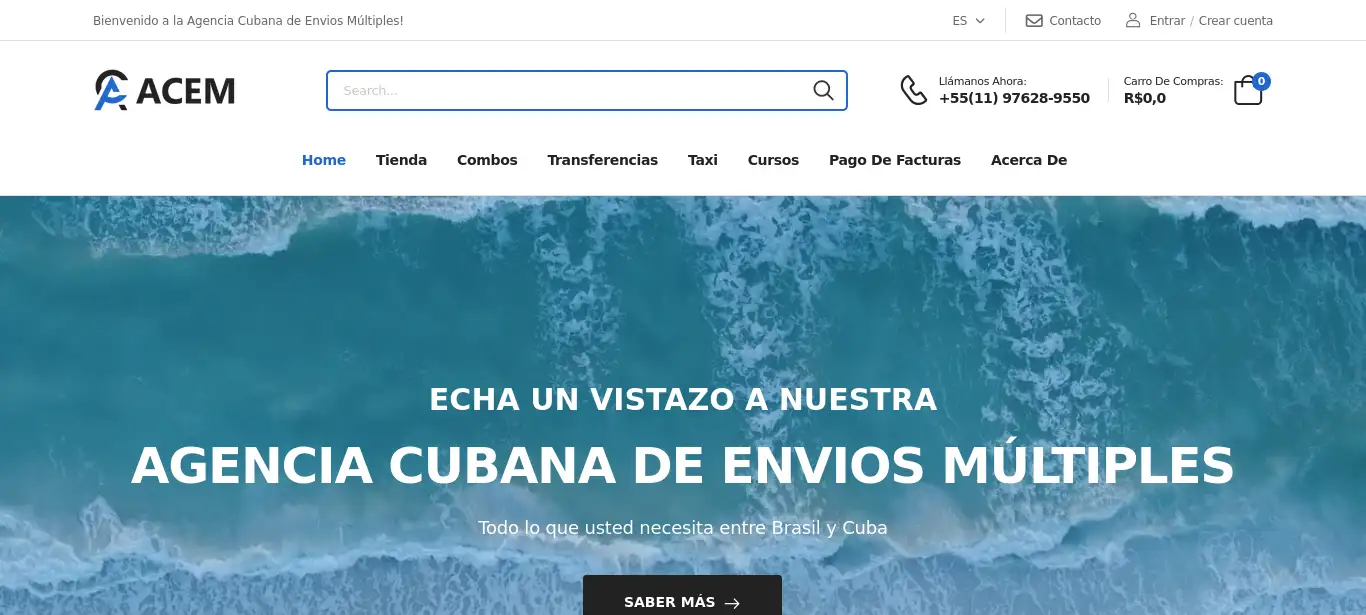 Bienvenido a la Agencia Cubana de Envios Múltiples!
ES
Contacto
Entrar / Crear cuenta
ACEM
Search...
Llámanos Ahora:
+55(11) 97628-9550
Carro De Compras:
R$0,0
0
Home Tienda Combos Transferencias Taxi Cursos Pago De Facturas Acerca De
ECHA UN VISTAZO A NUESTRA
AGENCIA CUBANA DE ENVIOS MÚLTIPLES
Todo lo que usted necesita entre Brasil y Cuba
SABER MÁS